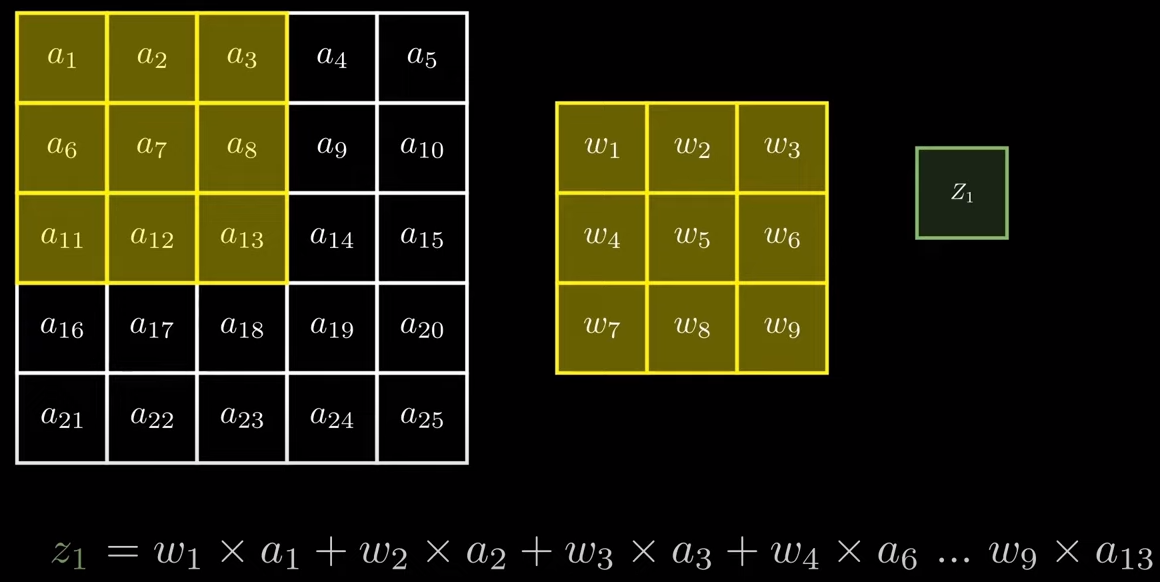 a₁ a₂ a₃ a₄ a₅
a₆ a₇ a₈ a₉ a₁₀
a₁₁ a₁₂ a₁₃ a₁₄ a₁₅
a₁₆ a₁₇ a₁₈ a₁₉ a₂₀
a₂₁ a₂₂ a₂₃ a₂₄ a₂₅
w₁ w₂ w₃
w₄ w₅ w₆
w₇ w₈ w₉
z₁
z₁ = w₁ × a₁ + w₂ × a₂ + w₃ × a₃ + w₄ × a₆ ... w₉ × a₁₃